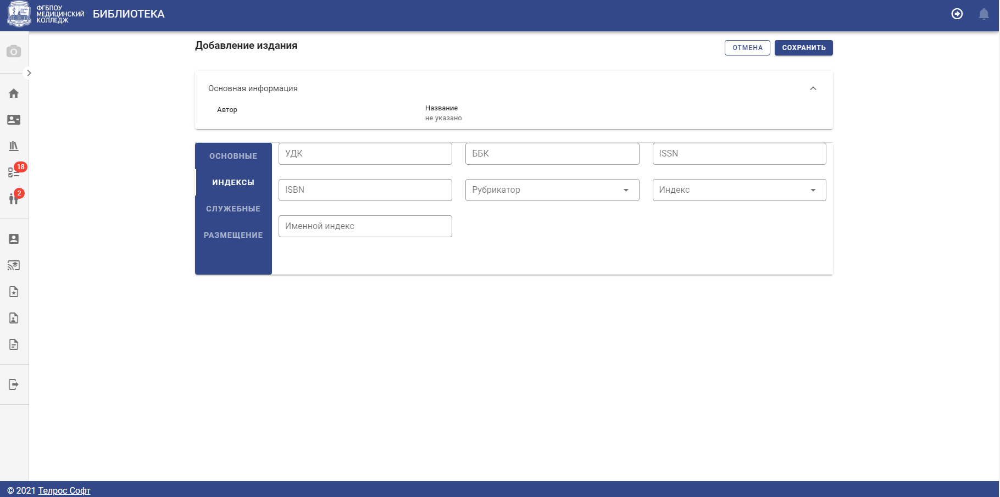 ФГБПОУ
МЕДИЦИНСКИЙ
КОЛЛЕДЖ
БИБЛИОТЕКА
Добавление издания
ОТМЕНА
СОХРАНИТЬ
Основная информация
Автор
Название
не указано
18
2
ОСНОВНЫЕ
ИНДЕКСЫ
СЛУЖЕБНЫЕ
РАЗМЕЩЕНИЕ
УДК
ББК
ISSN
ISBN
Рубрикатор
Индекс
Именной индекс
© 2021 Телрос Софт